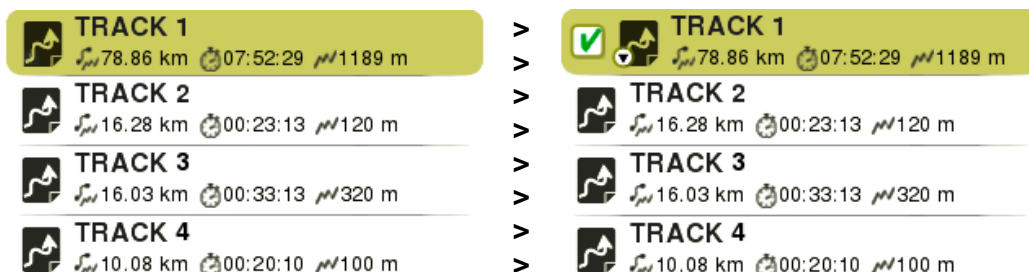 TRACK 1
78.86 km 07:52:29 1189 m
TRACK 2
16.28 km 00:23:13 120 m
TRACK 3
16.03 km 00:33:13 320 m
TRACK 4
10.08 km 00:20:10 100 m
>
>
>
>
>
>
>
>
TRACK 1
78.86 km 07:52:29 1189 m
TRACK 2
16.28 km 00:23:13 120 m
TRACK 3
16.03 km 00:33:13 320 m
TRACK 4
10.08 km 00:20:10 100 m